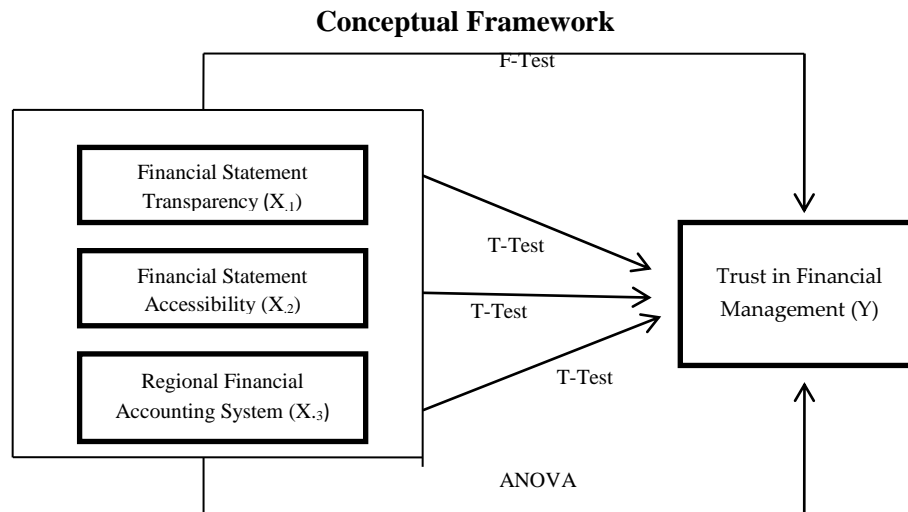 Conceptual Framework
F-Test
Financial Statement
Transparency (X.1)
T-Test
Financial Statement
Accessibility (X.2)
T-Test
Trust in Financial
Management (Y)
Regional Financial
Accounting System (X.3)
T-Test
ANOVA